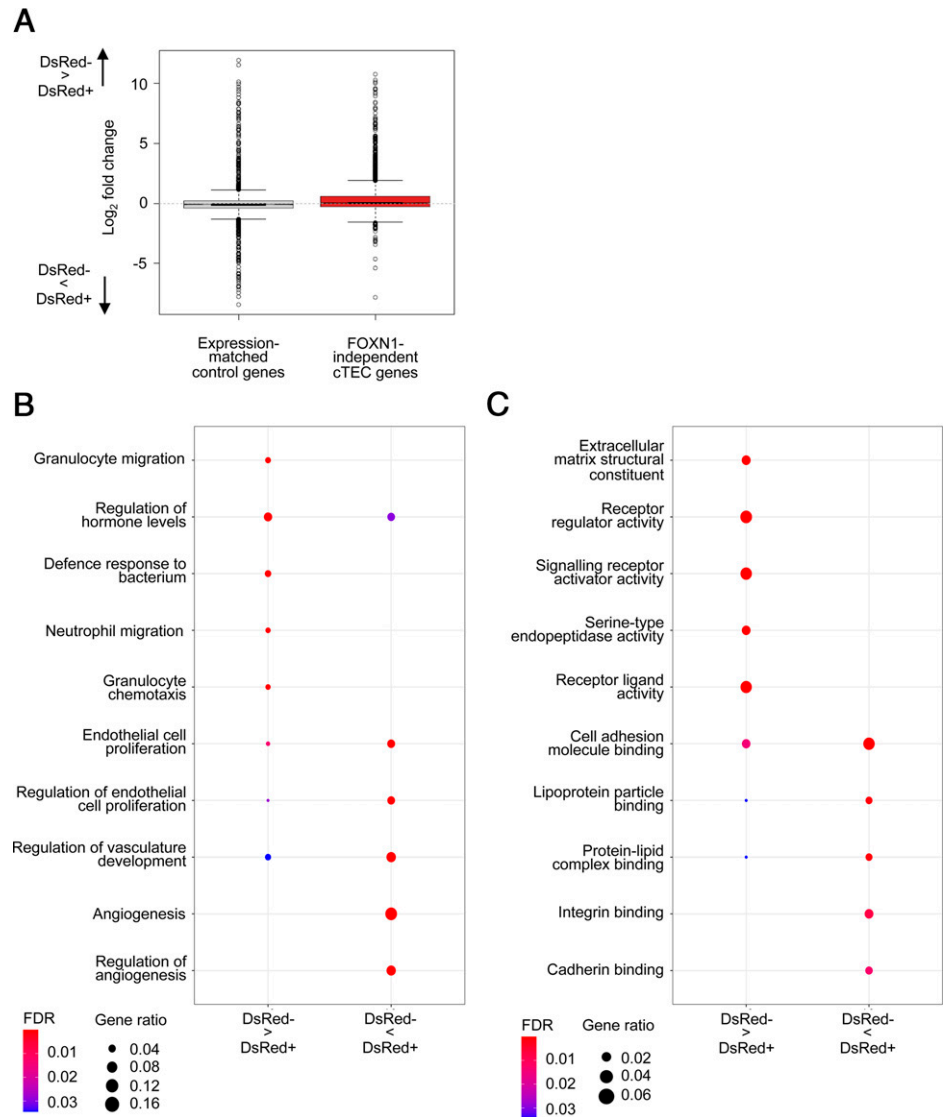 A
DsRed-
>
DsRed+
Log2 fold change
10
5
0
-5
DsRed-
<
DsRed+
Expression-
matched
control genes
FOXN1-
independent
cTEC genes
B
Granulocyte migration
Regulation of
hormone levels
Defence response to
bacterium
Neutrophil migration
Granulocyte
chemotaxis
Endothelial cell
proliferation
Regulation of endothelial
cell proliferation
Regulation of vasculature
development
Angiogenesis
Regulation of
angiogenesis
DsRed-
>
DsRed+
DsRed-
<
DsRed+
FDR
0.01
0.02
0.03
Gene ratio
0.04
0.08
0.12
0.16
C
Extracellular
matrix structural
constituent
Receptor
regulator activity
Signalling receptor
activator activity
Serine-type
endopeptidase activity
Receptor ligand
activity
Cell adhesion
molecule binding
Lipoprotein particle
binding
Protein-lipid
complex binding
Integrin binding
Cadherin binding
DsRed-
>
DsRed+
DsRed-
<
DsRed+
FDR
0.01
0.02
0.03
Gene ratio
0.02
0.04
0.06